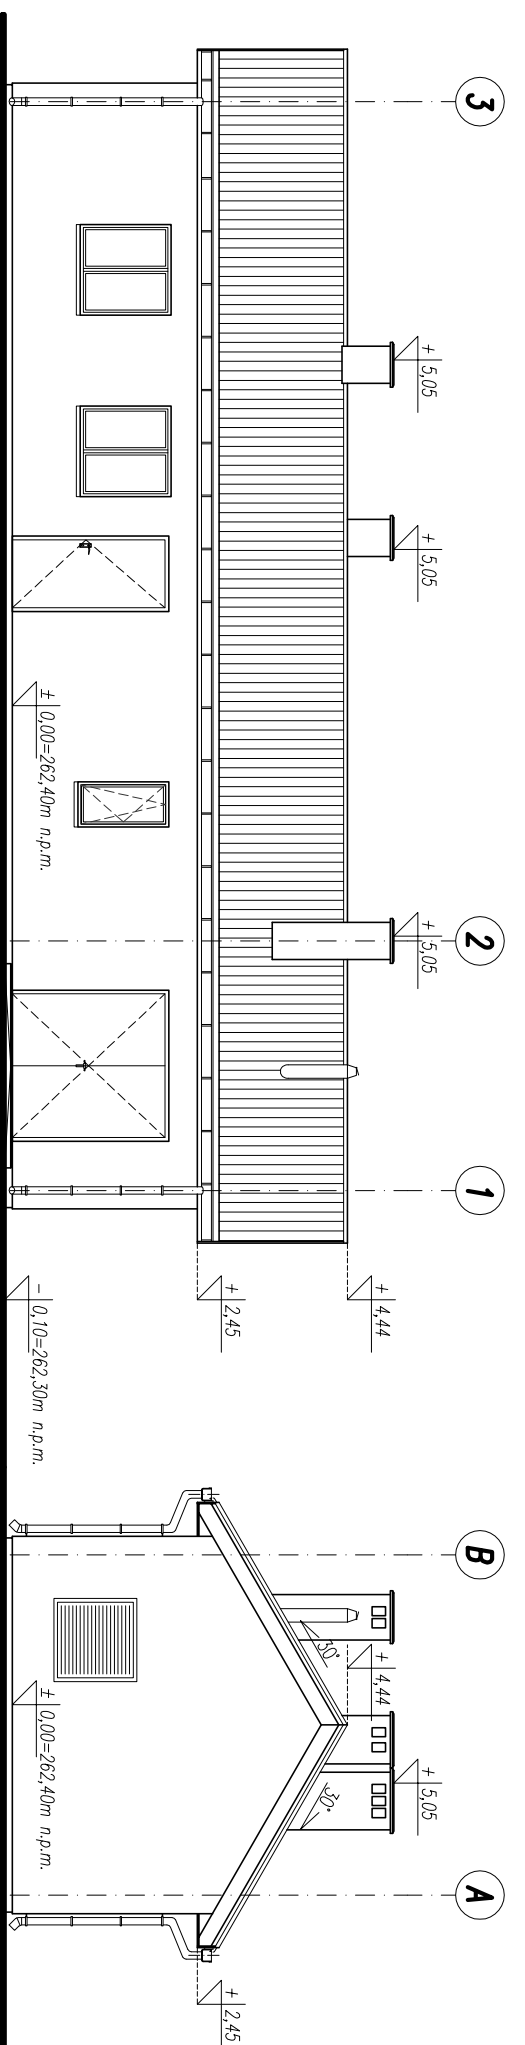 3
2
1
B
A
+ 5,05
+ 5,05
+ 5,05
+ 4,44
+ 2,45
± 0,00=262,40m n.p.m.
- 0,10=262,30m n.p.m.
30°
+ 4,44
+ 5,05
30°
± 0,00=262,40m n.p.m.
+ 2,45